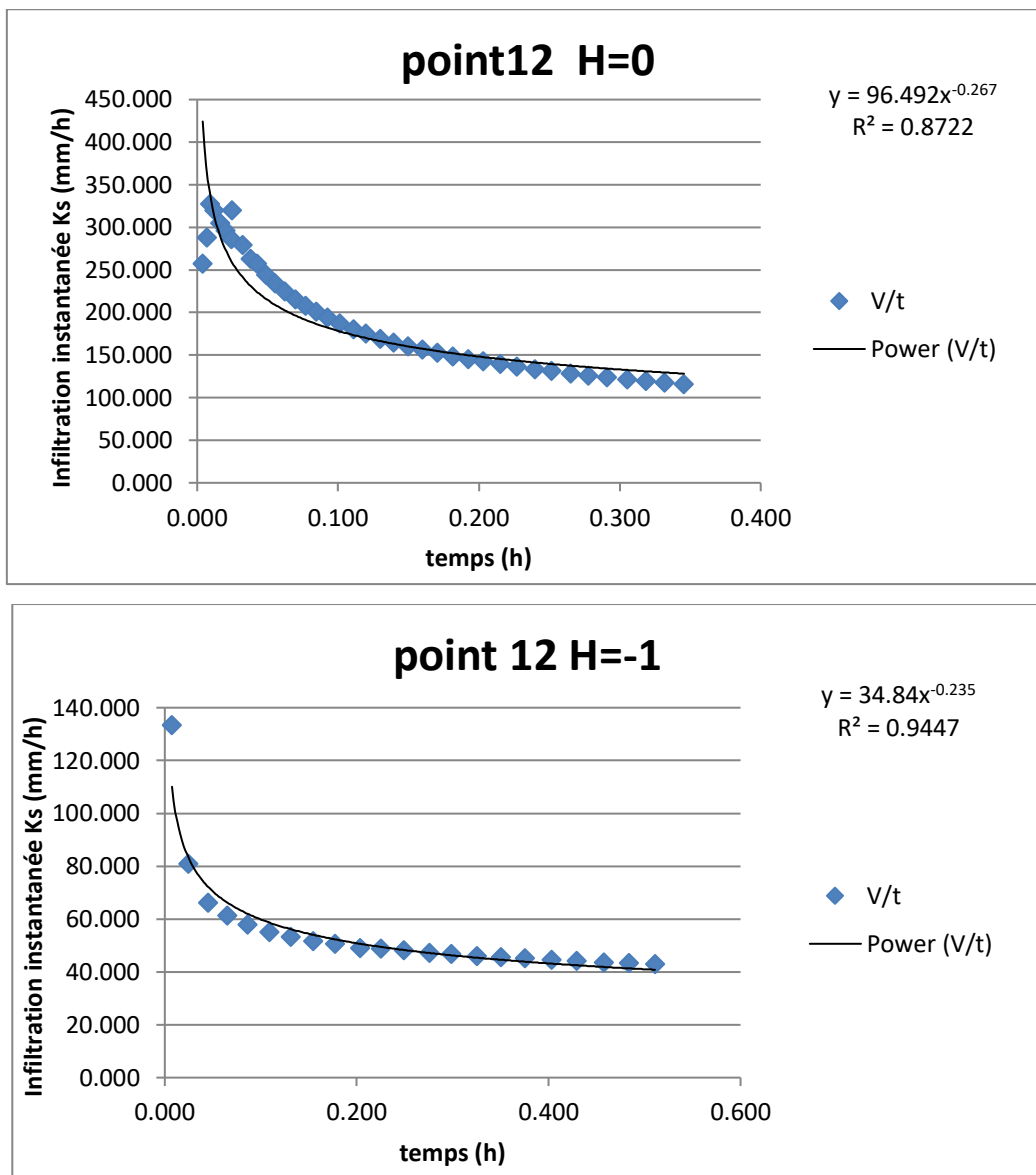 point12 H=0
y = 96.492x^-0.267
R² = 0.8722
Infiltration instantanée Ks (mm/h)
450.000
400.000
350.000
300.000
250.000
200.000
150.000
100.000
50.000
0.000
0.000 0.100 0.200 0.300 0.400
temps (h)
V/t
Power (V/t)
point 12 H=-1
y = 34.84x^-0.235
R² = 0.9447
Infiltration instantanée Ks (mm/h)
140.000
120.000
100.000
80.000
60.000
40.000
20.000
0.000
0.000 0.200 0.400 0.600
temps (h)
V/t
Power (V/t)